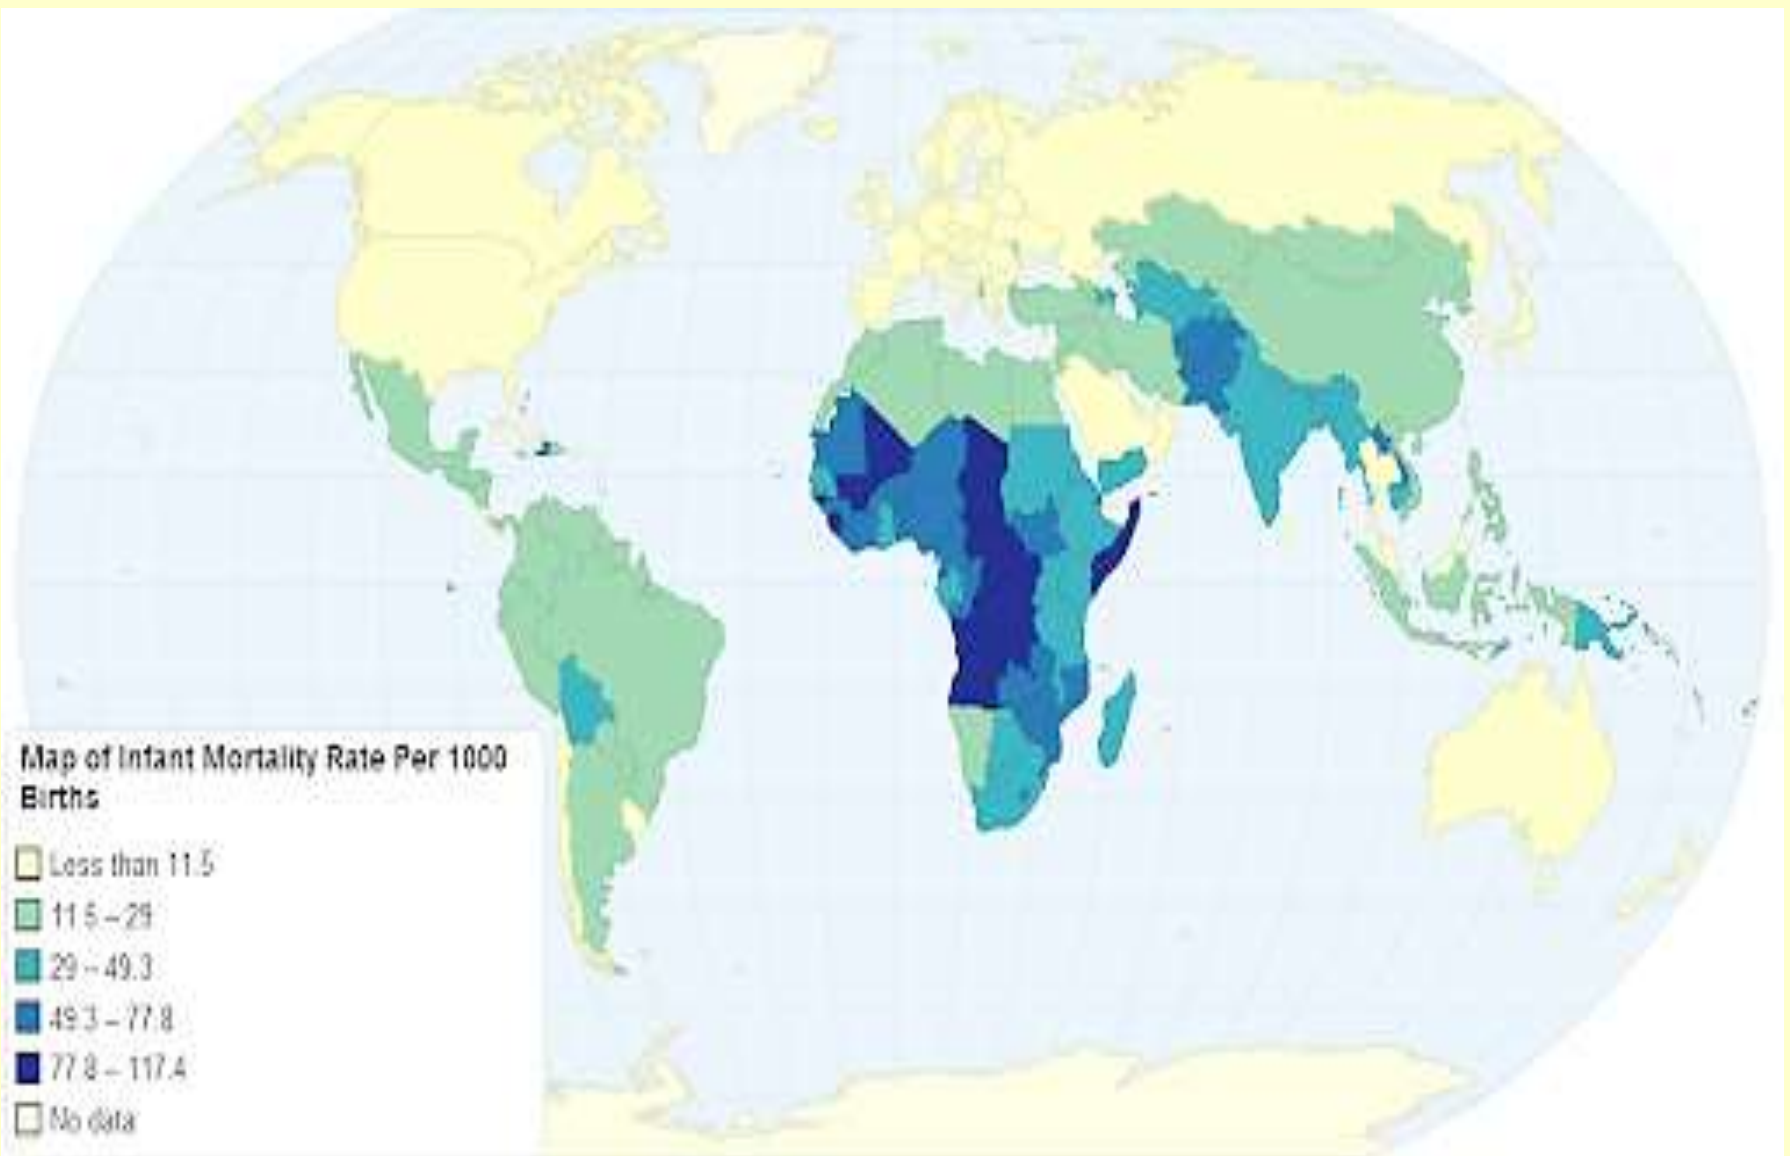 Map of Infant Mortality Rate Per 1000
Births
Less than 11.5
11.5 – 29
29 – 49.3
49.3 – 77.8
77.8 – 117.4
No data